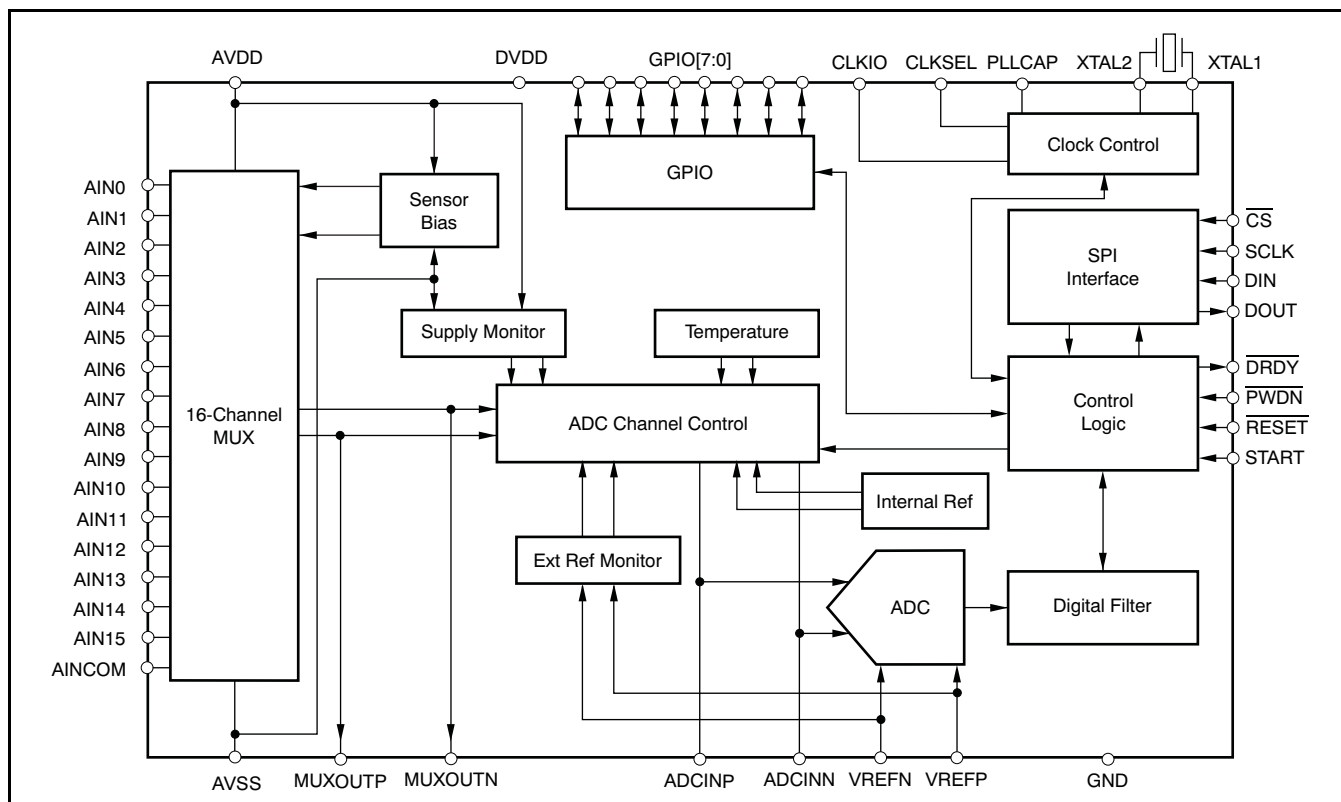 AVDD
DVDD
GPIO[7:0]
CLKIO
CLKSEL
PLLCAP
XTAL2
XTAL1
Clock Control
GPIO
Sensor
Bias
AIN0
AIN1
AIN2
AIN3
AIN4
AIN5
AIN6
AIN7
AIN8
AIN9
AIN10
AIN11
AIN12
AIN13
AIN14
AIN15
AINCOM
16-Channel
MUX
SPI
Interface
CS
SCLK
DIN
DOUT
Supply Monitor
Temperature
DRDY
PWDN
RESET
START
ADC Channel Control
Control
Logic
Internal Ref
Ext Ref Monitor
ADC
Digital Filter
AVSS
MUXOUTP
MUXOUTN
ADCINP
ADCINN
VREFN
VREFP
GND